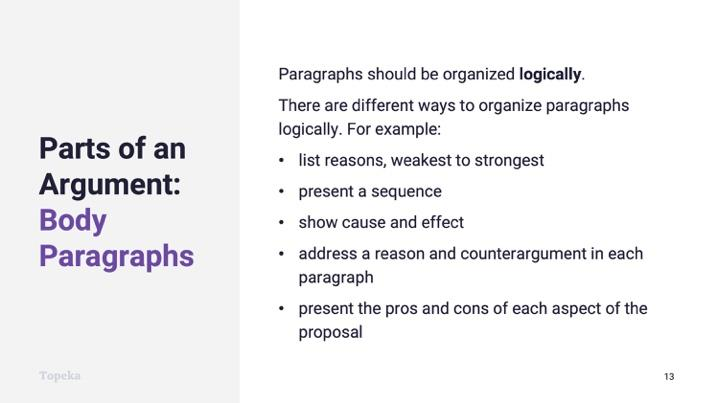 Parts of an
Argument:
Body
Paragraphs
Paragraphs should be organized logically.
There are different ways to organize paragraphs
logically. For example:
• list reasons, weakest to strongest
• present a sequence
• show cause and effect
• address a reason and counterargument in each
paragraph
• present the pros and cons of each aspect of the
proposal
Topeka
13